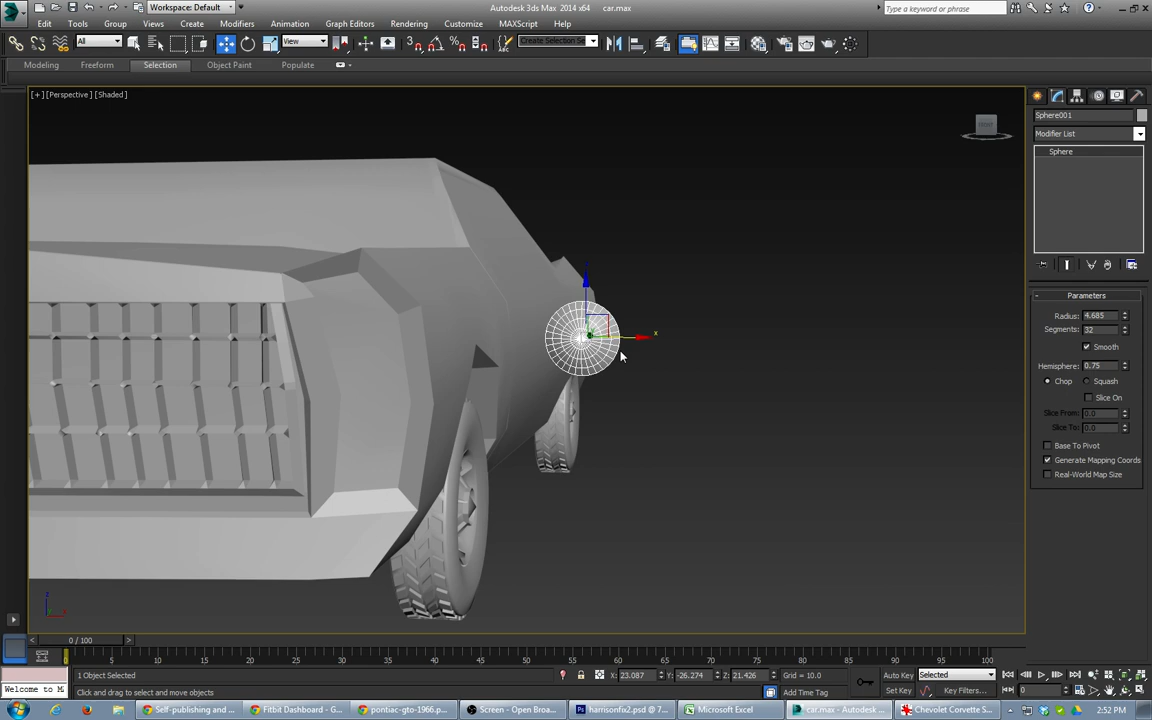 Workspace: Default
Autodesk 3ds Max 2014 x64 car.max
Type a keyword or phrase
Edit Tools Group Views Create Modifiers Animation Graph Editors Rendering Customize MAXScript Help
All View Create Selection Se
Modeling Freeform Selection Object Paint Populate
[+] [Perspective] [Shaded]
FRONT
x
Sphere001
Modifier List
Sphere
- Parameters
Radius: 4.685
Segments: 32
Smooth
Hemisphere: 0.75
Chop Squash
Slice On
Slice From: 0.0
Slice To: 0.0
Base To Pivot
Generate Mapping Coords
Real-World Map Size
z
< 0 / 100 >
0 5 10 15 20 25 30 35 40 45 50 55 60 65 70 75 80 85 90 95 100
1 Object Selected X: 23.087 Y: -26.274 Z: 21.426 Grid = 10.0 Auto Key Selected
Welcome to M
Click and drag to select and move objects Add Time Tag Set Key Key Filters... 0
Self-publishing and ... Fitbit Dashboard - G... pontiac-gto-1966.p... Screen - Open Broa... harrisonfix2.psd @ 7... Microsoft Excel car.max - Autodesk ... Chevolet Corvette S... 2:52 PM